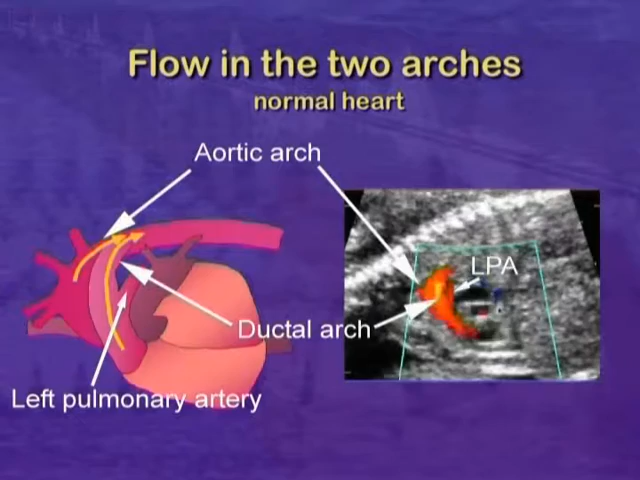 Flow in the two arches
normal heart
Aortic arch
LPA
Ductal arch
Left pulmonary artery